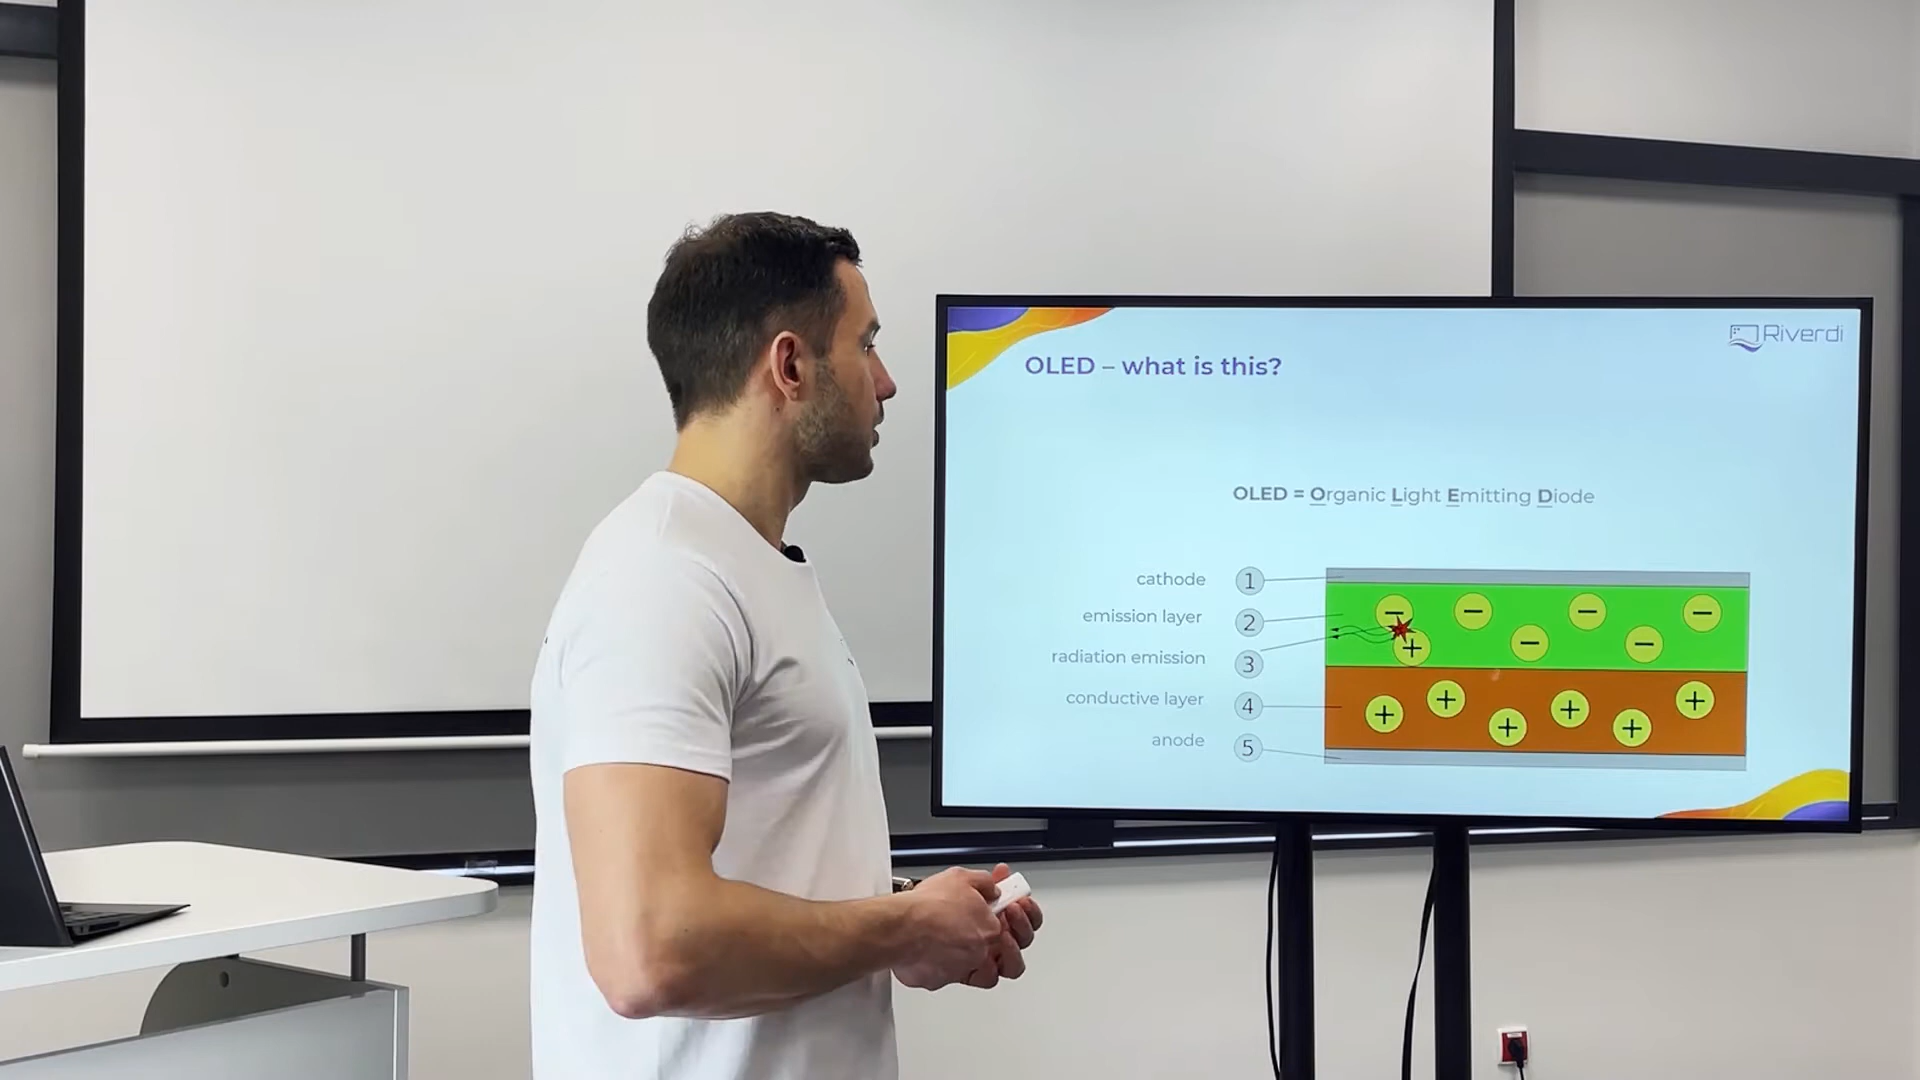 Riverdi
OLED – what is this?
OLED = Organic Light Emitting Diode
cathode 1
emission layer 2
radiation emission 3
conductive layer 4
anode 5
− − − − − − −
+
+ + + + + +